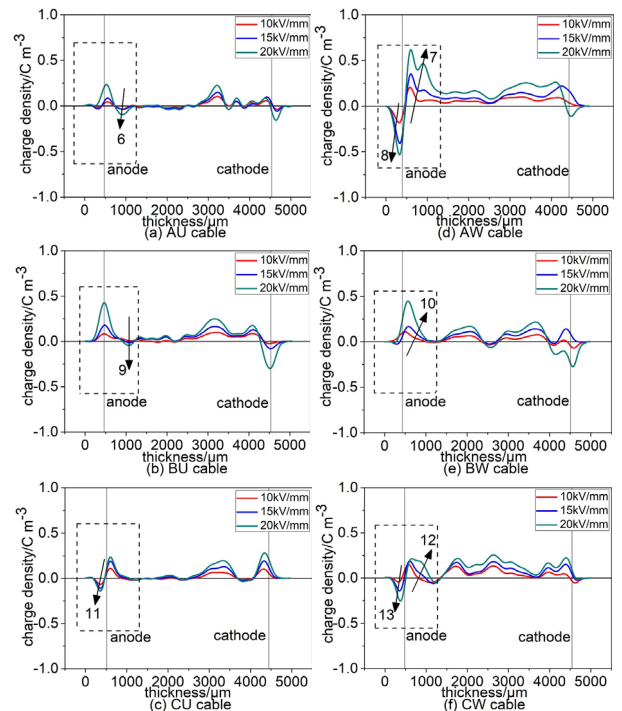 charge density/C m-3
1.0
0.5
0.0
-0.5
-1.0
10kV/mm
15kV/mm
20kV/mm
6
anode
cathode
0 1000 2000 3000 4000 5000
thickness/μm
(a) AU cable
charge density/C m-3
1.0
0.5
0.0
-0.5
-1.0
10kV/mm
15kV/mm
20kV/mm
7
8
anode
cathode
0 1000 2000 3000 4000 5000
thickness/μm
(d) AW cable
charge density/C m-3
1.0
0.5
0.0
-0.5
-1.0
10kV/mm
15kV/mm
20kV/mm
9
anode
cathode
0 1000 2000 3000 4000 5000
thickness/μm
(b) BU cable
charge density/C m-3
1.0
0.5
0.0
-0.5
-1.0
10kV/mm
15kV/mm
20kV/mm
10
anode
cathode
0 1000 2000 3000 4000 5000
thickness/μm
(e) BW cable
charge density/C m-3
1.0
0.5
0.0
-0.5
-1.0
10kV/mm
15kV/mm
20kV/mm
11
anode
cathode
0 1000 2000 3000 4000 5000
thickness/μm
(c) CU cable
charge density/C m-3
1.0
0.5
0.0
-0.5
-1.0
10kV/mm
15kV/mm
20kV/mm
12
13
anode
cathode
0 1000 2000 3000 4000 5000
thickness/μm
(f) CW cable